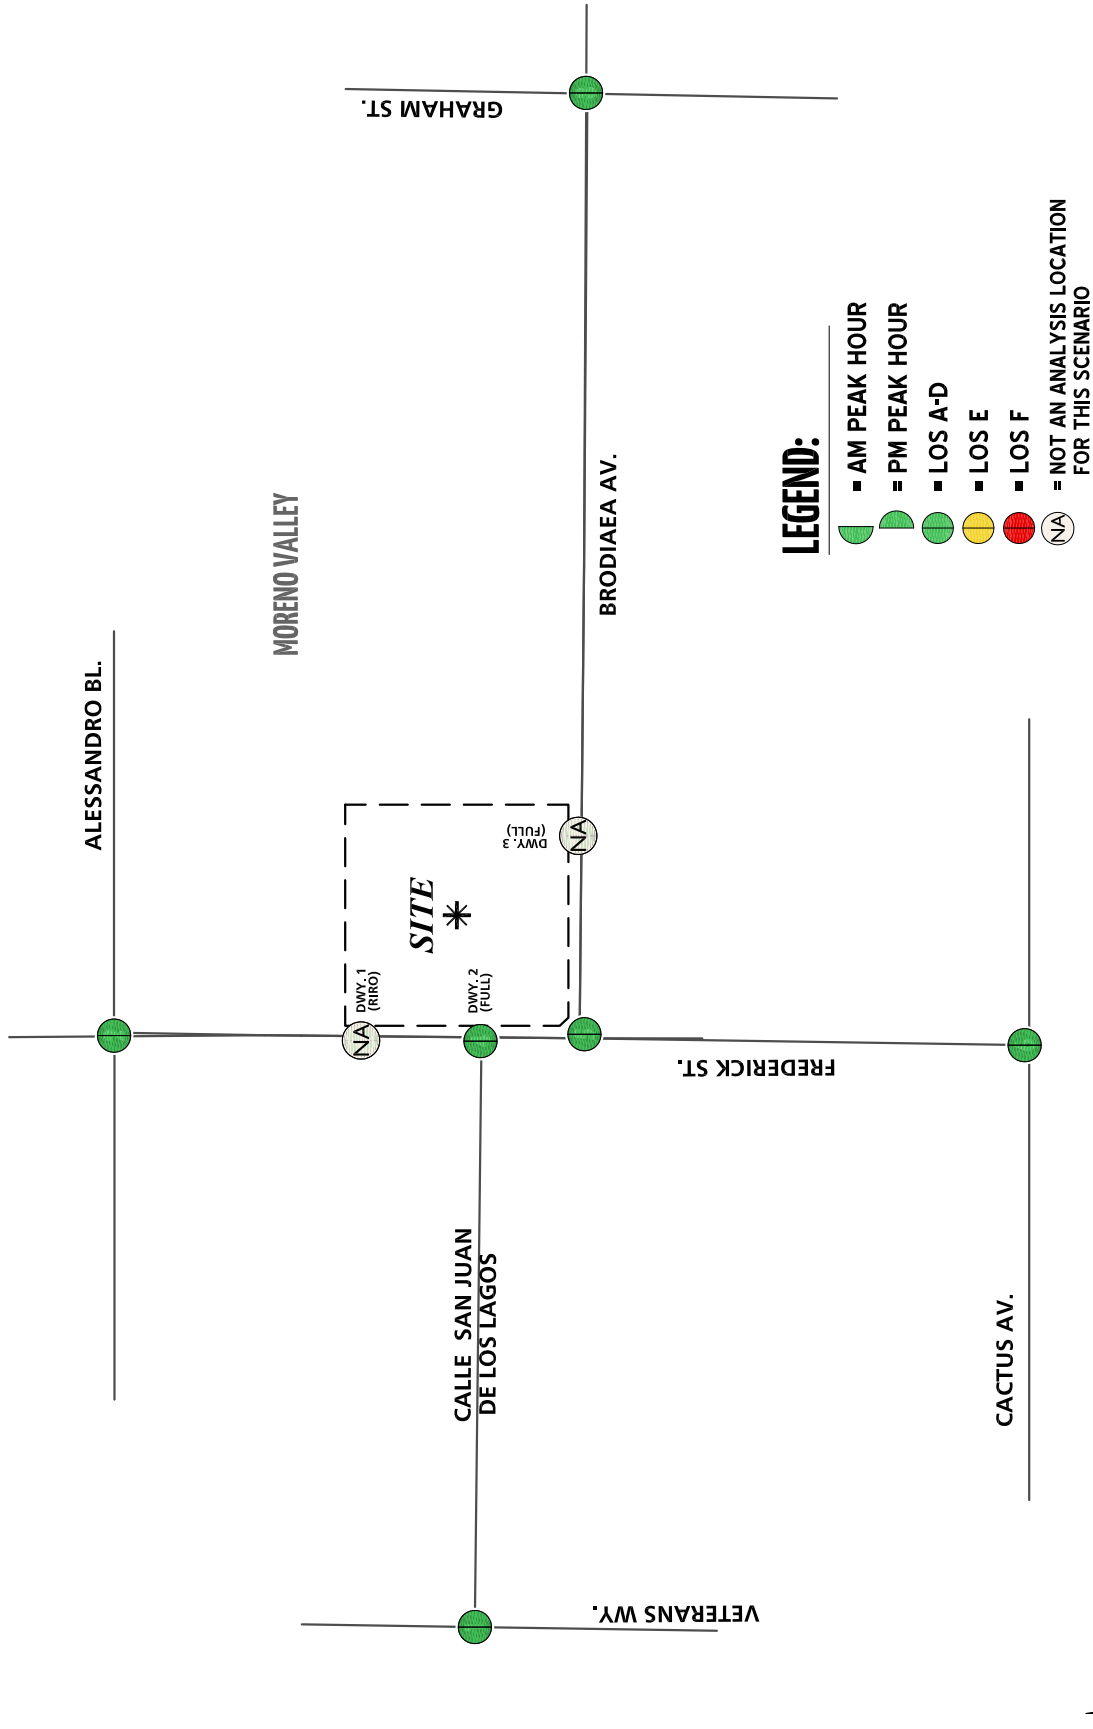 GRAHAM ST.
MORENO VALLEY
ALESSANDRO BL.
BRODIAEA AV.
SITE
DWY. 1
(RIRO)
DWY. 2
(FULL)
DWY. 3
(FULL)
NA
NA
FREDERICK ST.
CALLE SAN JUAN
DE LOS LAGOS
CACTUS AV.
VETERANS WY.
LEGEND:
= AM PEAK HOUR
= PM PEAK HOUR
= LOS A-D
= LOS E
= LOS F
NA = NOT AN ANALYSIS LOCATION
FOR THIS SCENARIO